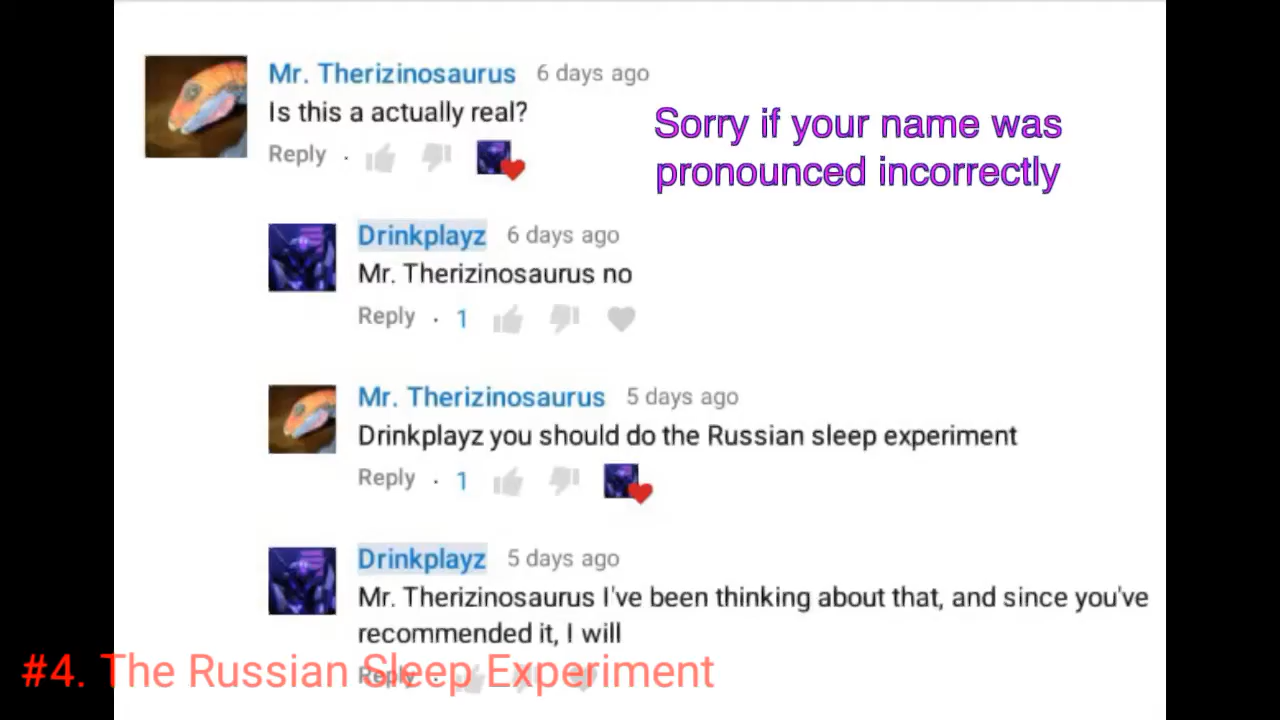 Mr. Therizinosaurus 6 days ago
Is this a actually real?
Reply ·
Sorry if your name was
pronounced incorrectly
Drinkplayz 6 days ago
Mr. Therizinosaurus no
Reply · 1
Mr. Therizinosaurus 5 days ago
Drinkplayz you should do the Russian sleep experiment
Reply · 1
Drinkplayz 5 days ago
Mr. Therizinosaurus I've been thinking about that, and since you've
recommended it, I will
Reply ·
#4. The Russian Sleep Experiment